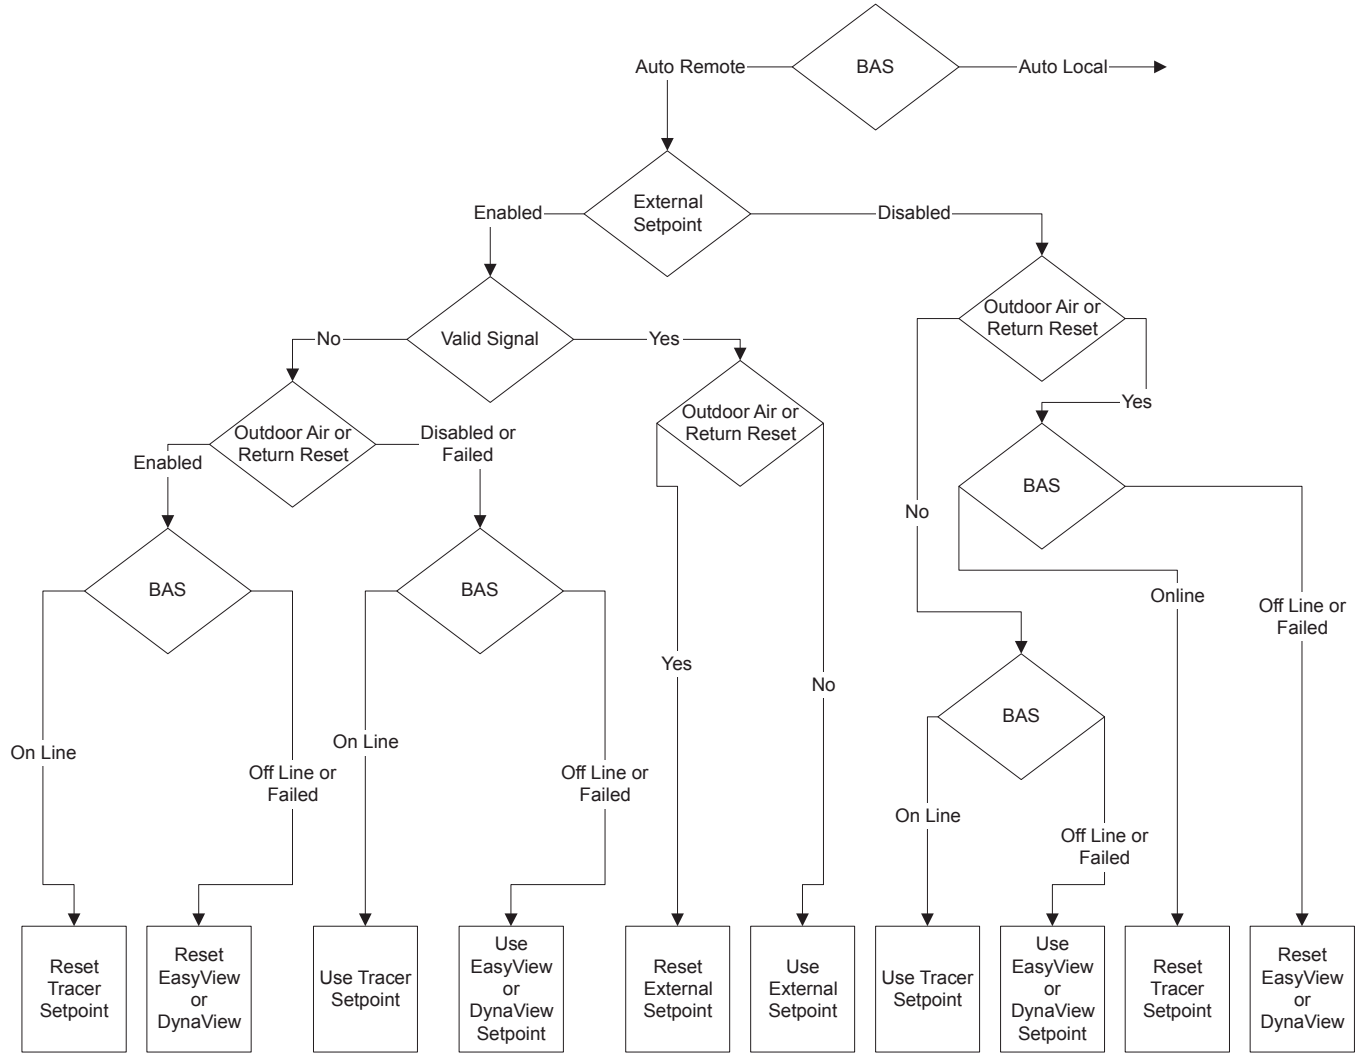 Auto Remote
BAS
Auto Local
External
Setpoint
Enabled
Disabled
Outdoor Air or
Return Reset
No
Valid Signal
Yes
Yes
Outdoor Air or
Return Reset
Outdoor Air or
Return Reset
Disabled or
Failed
Enabled
BAS
No
BAS
BAS
Online
Off Line or
Failed
Yes
No
BAS
On Line
On Line
Off Line or
Failed
Off Line or
Failed
On Line
Off Line or
Failed
Reset
Tracer
Setpoint
Reset
EasyView
or
DynaView
Use Tracer
Setpoint
Use
EasyView
or
DynaView
Setpoint
Reset
External
Setpoint
Use
External
Setpoint
Use Tracer
Setpoint
Use
EasyView
or
DynaView
Setpoint
Reset
Tracer
Setpoint
Reset
EasyView
or
DynaView